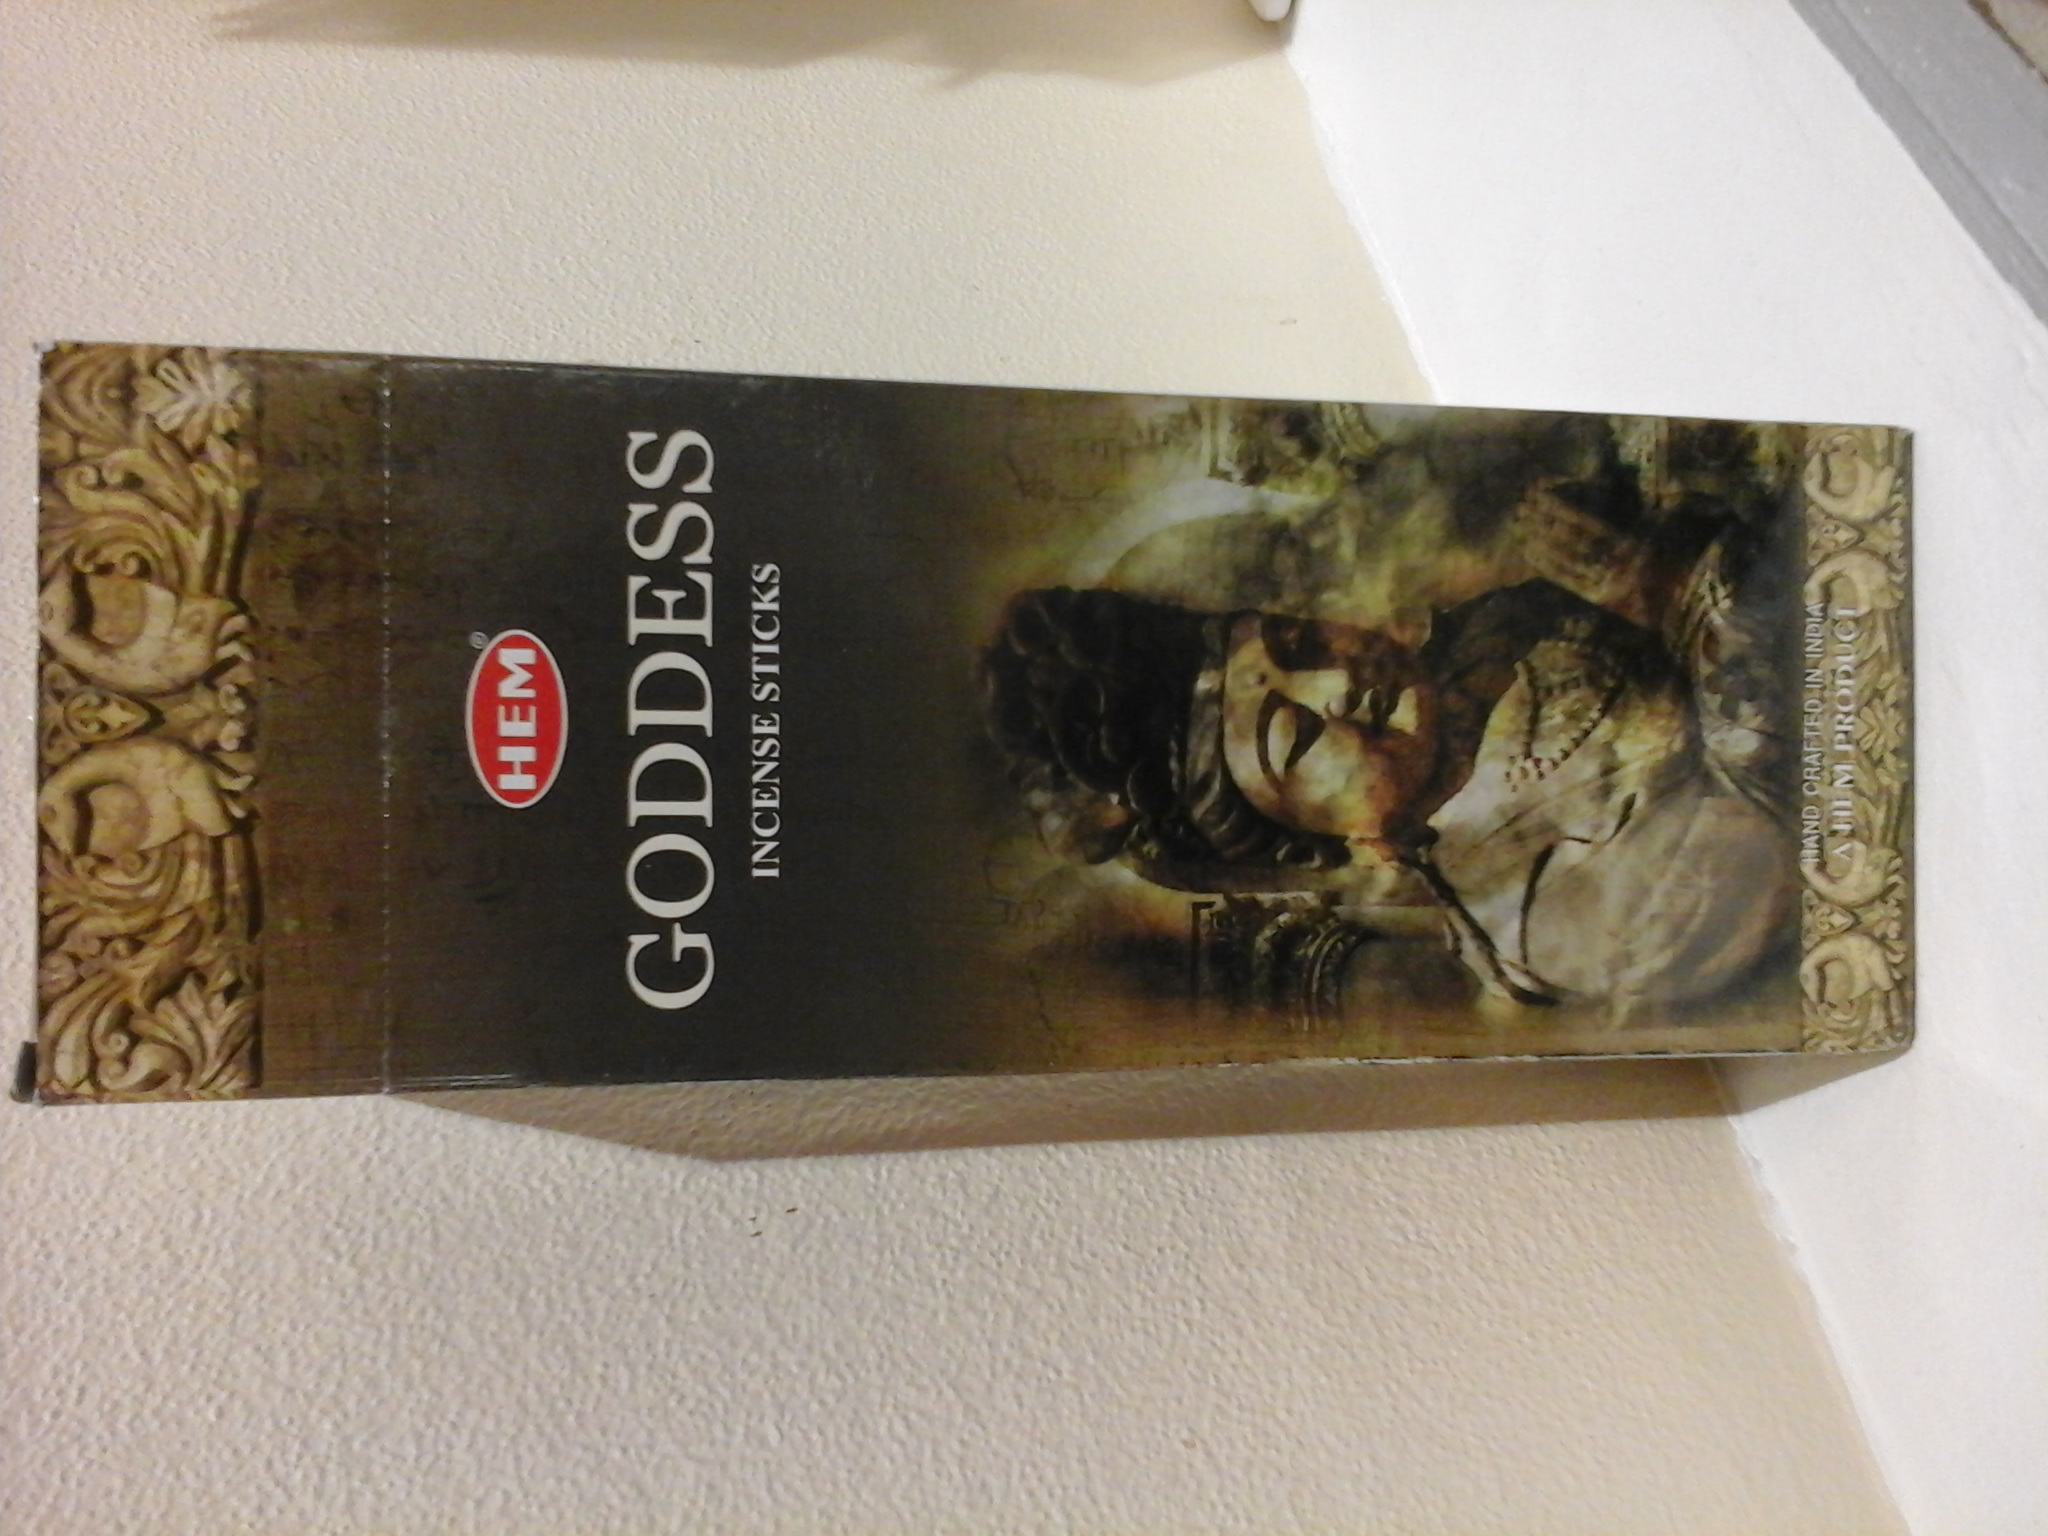 HEM®
GODDESS
INCENSE STICKS
HAND CRAFTED IN INDIA
A HEM PRODUCT